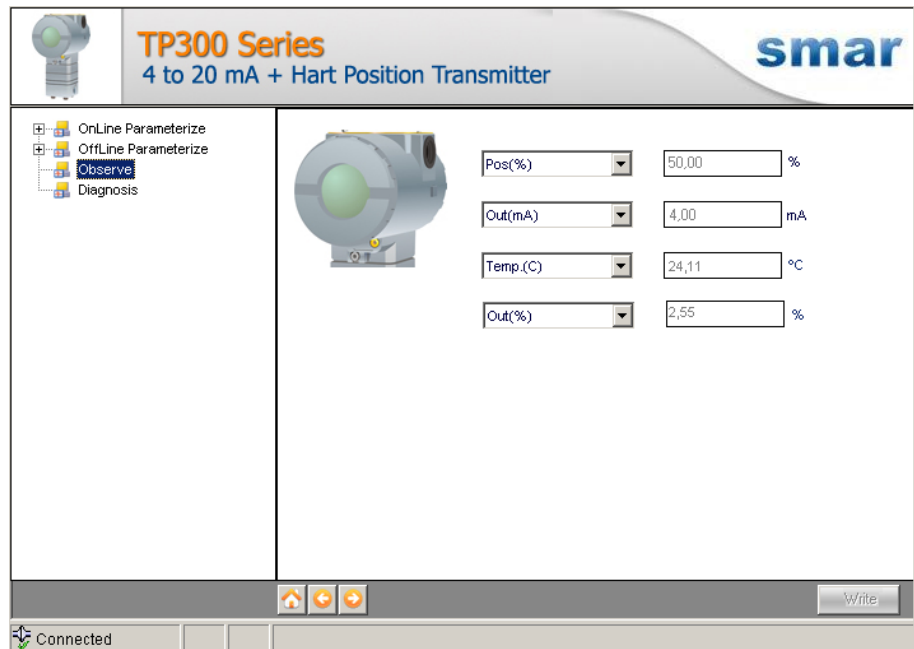 TP300 Series
4 to 20 mA + Hart Position Transmitter
smar
OnLine Parameterize
OffLine Parameterize
Observe
Diagnosis
Pos(%) 50,00 %
Out(mA) 4,00 mA
Temp.(C) 24,11 °C
Out(%) 2,55 %
Write
Connected